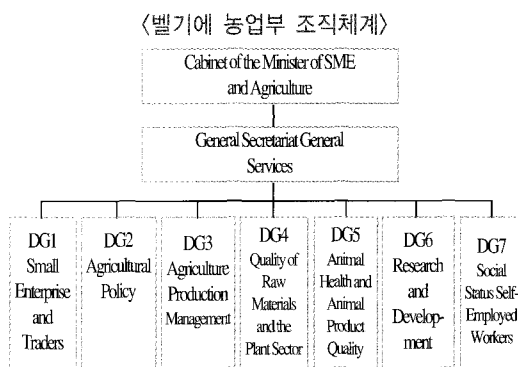 〈벨기에 농업부 조직체계〉
Cabinet of the Minister of SME
and Agriculture
General Secretariat General
Services
DG1
Small
Enterprise
and
Traders
DG2
Agricultural
Policy
DG3
Agriculture
Production
Management
DG4
Quality of
Raw
Materials
and the
Plant Sector
DG5
Animal
Health and
Animal
Product
Quality
DG6
Research
and
Develop-
ment
DG7
Social
Status Self-
Employed
Workers